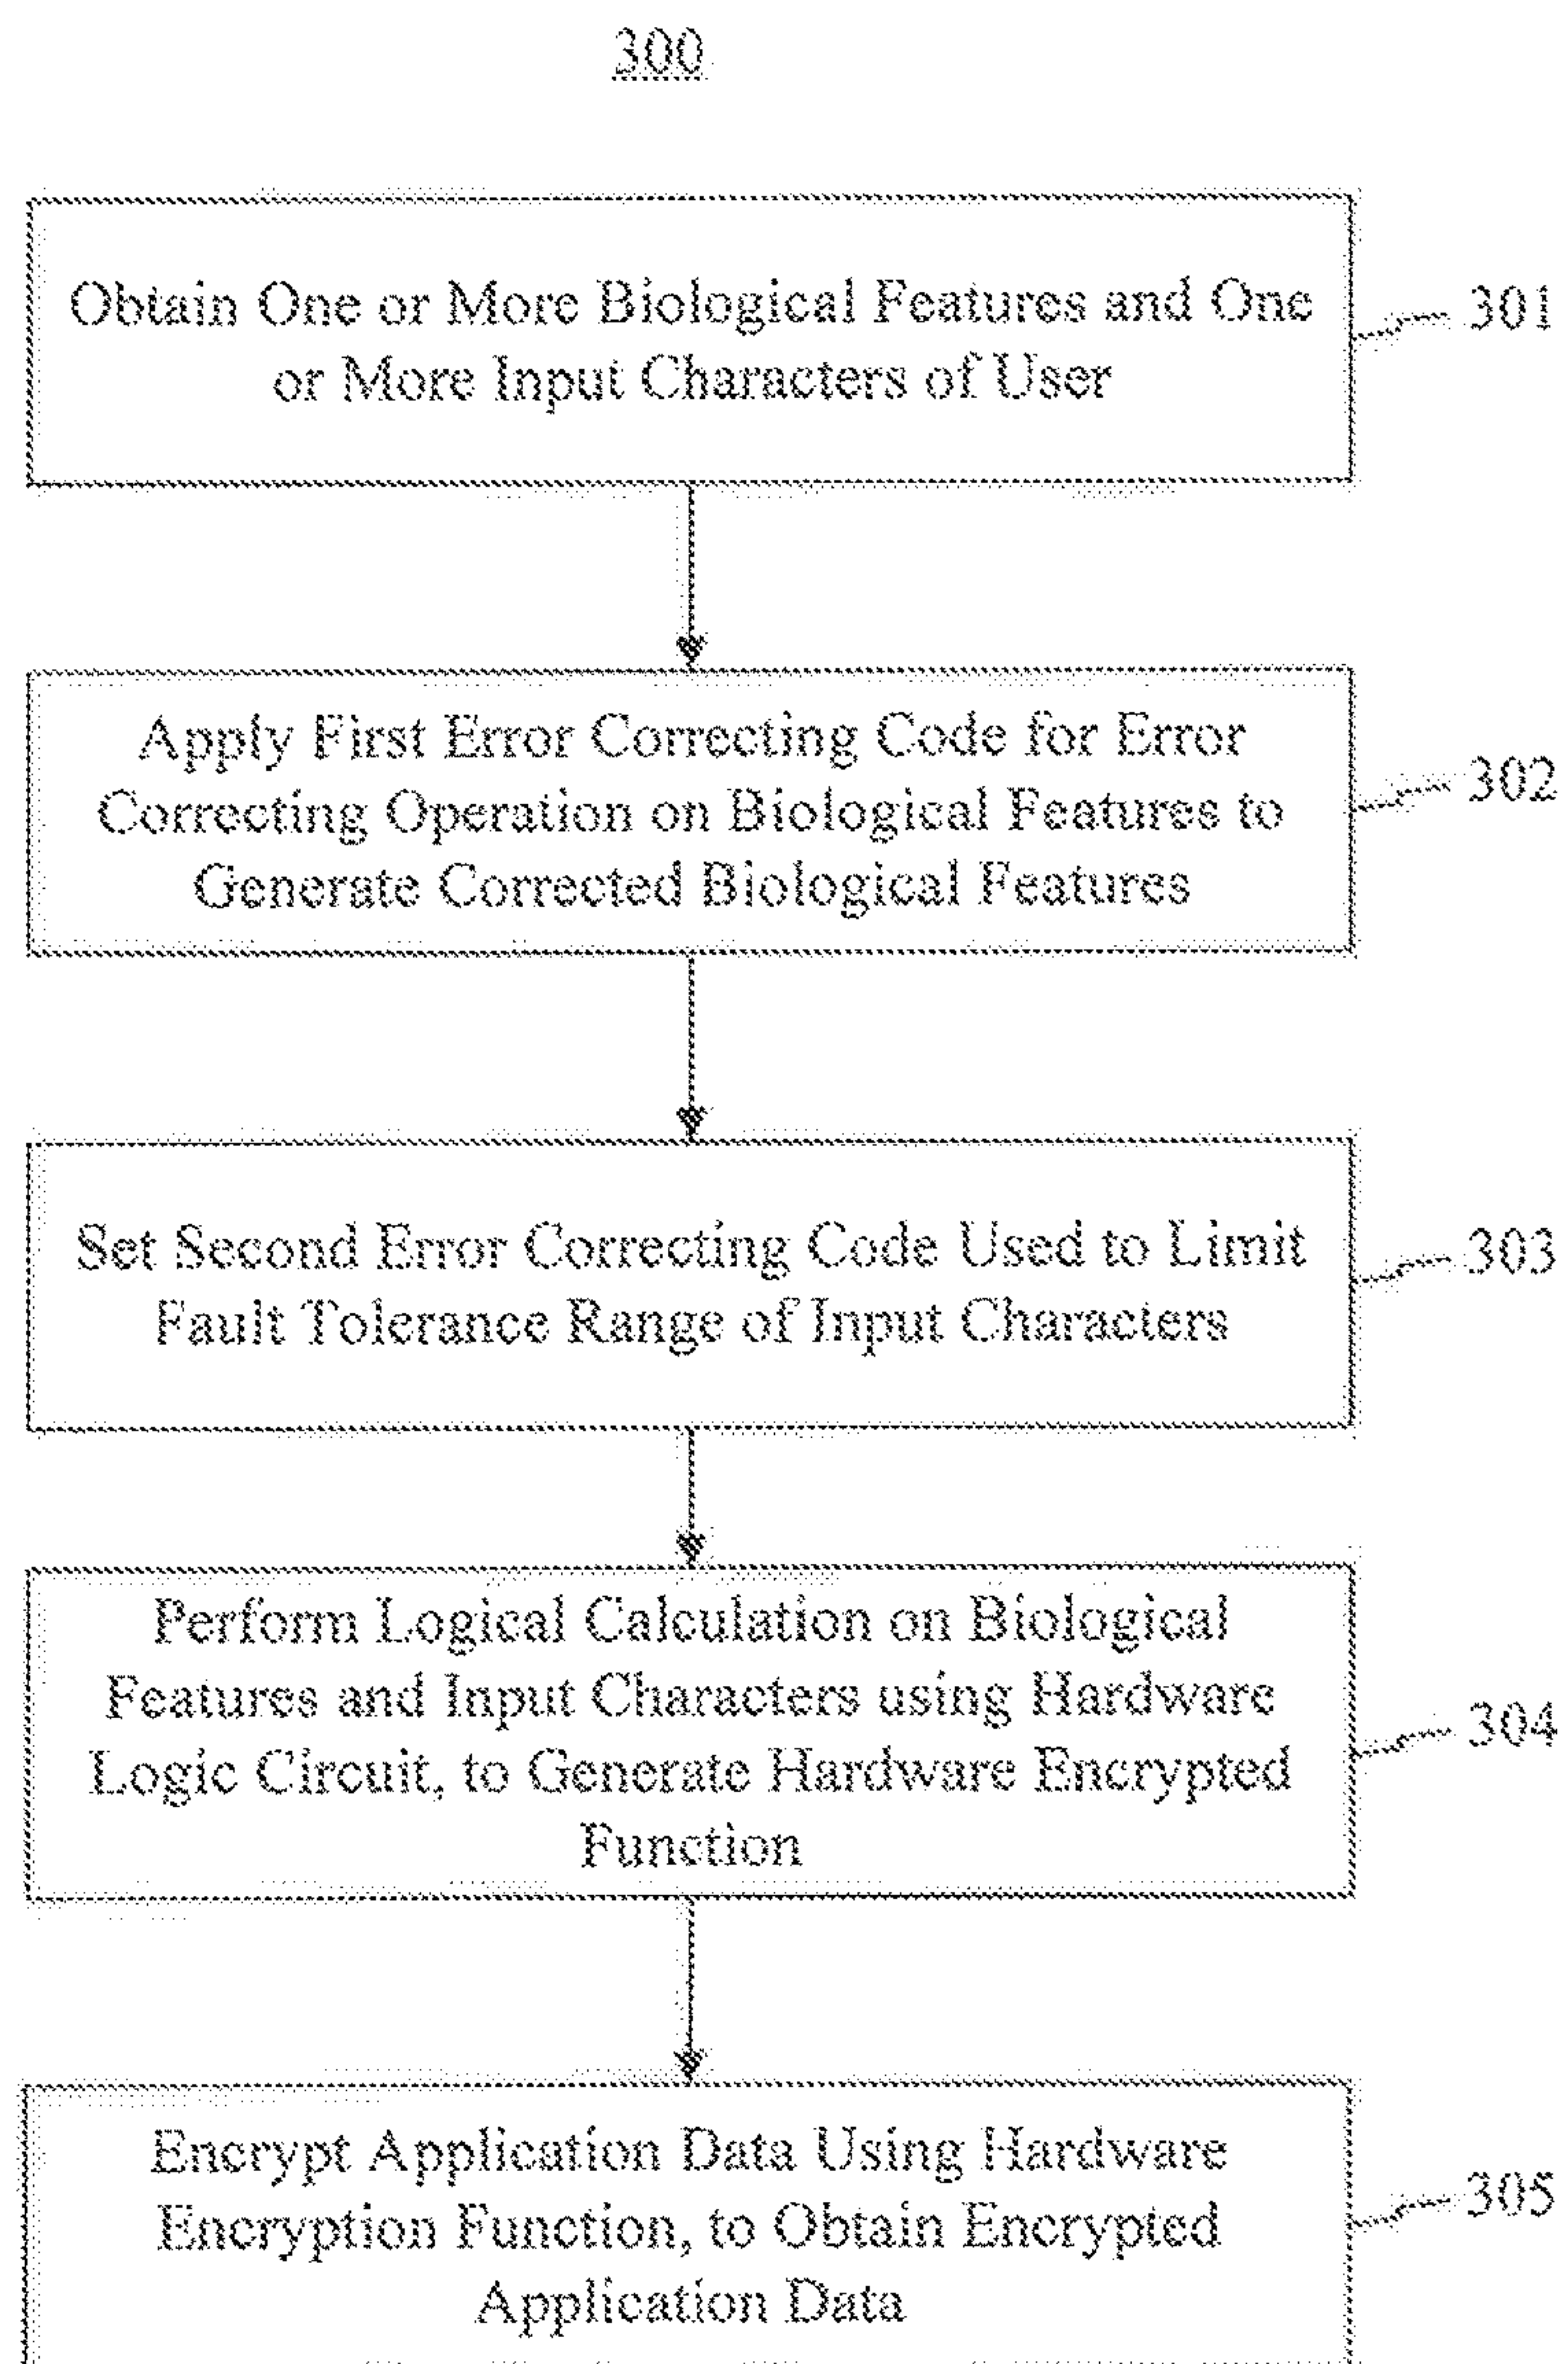 300
Obtain One or More Biological Features and One
or More Input Characters of User
301
Apply First Error Correcting Code for Error
Correcting Operation on Biological Features to
Generate Corrected Biological Features
302
Set Second Error Correcting Code Used to Limit
Fault Tolerance Range of Input Characters
303
Perform Logical Calculation on Biological
Features and Input Characters using Hardware
Logic Circuit, to Generate Hardware Encrypted
Function
304
Encrypt Application Data Using Hardware
Encryption Function, to Obtain Encrypted
Application Data
305